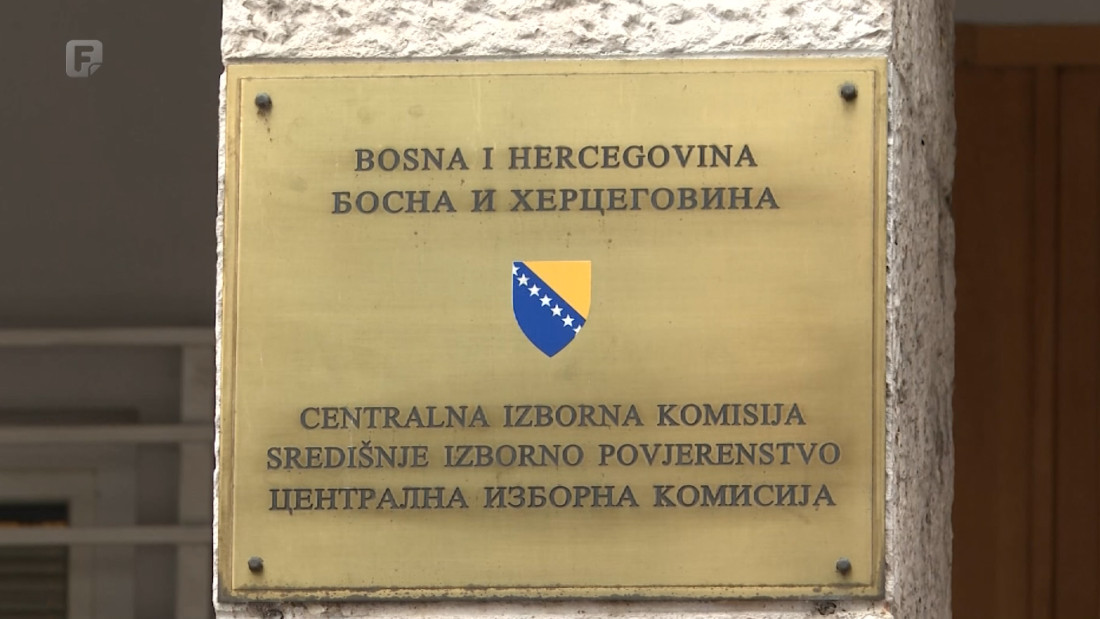 F
BOSNA I HERCEGOVINA
БОСНА И ХЕРЦЕГОВИНА
CENTRALNA IZBORNA KOMISIJA
SREDIŠNJE IZBORNO POVJERENSTVO
ЦЕНТРАЛНА ИЗБОРНА КОМИСИЈА